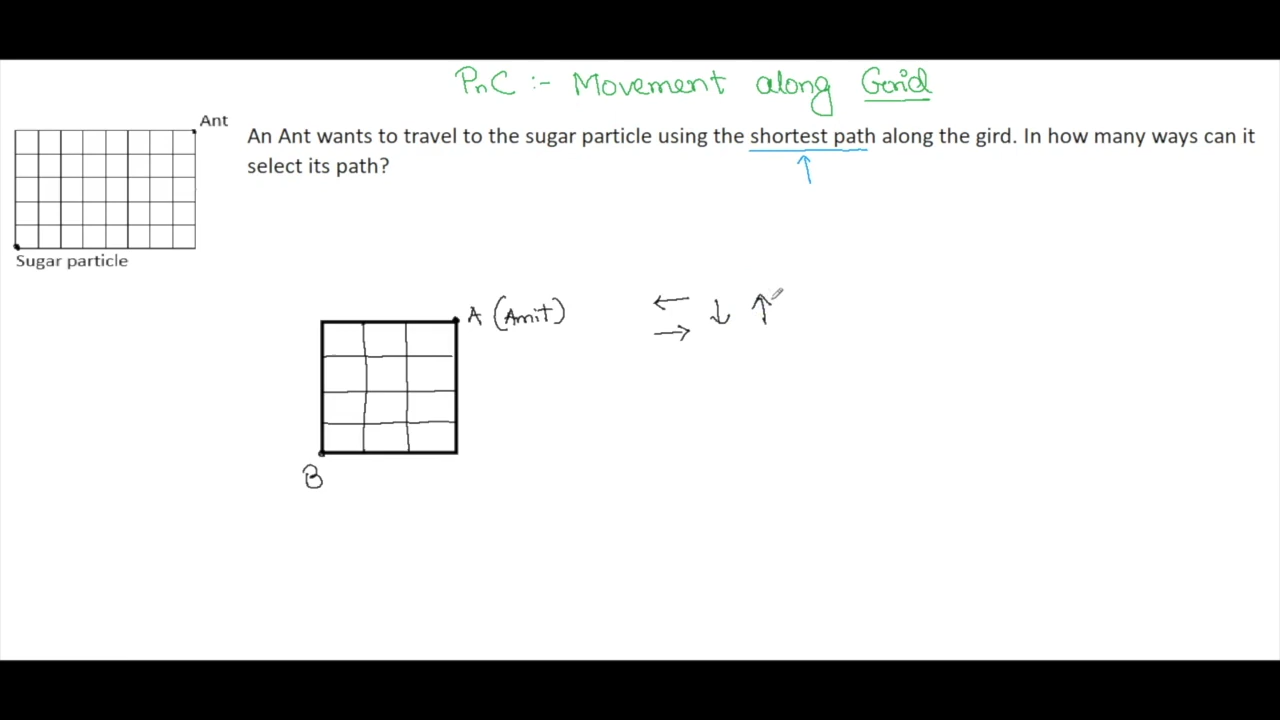 PnC :- Movement along Grid
Ant
An Ant wants to travel to the sugar particle using the shortest path along the gird. In how many ways can it
select its path?
Sugar particle
A (Amit)
B